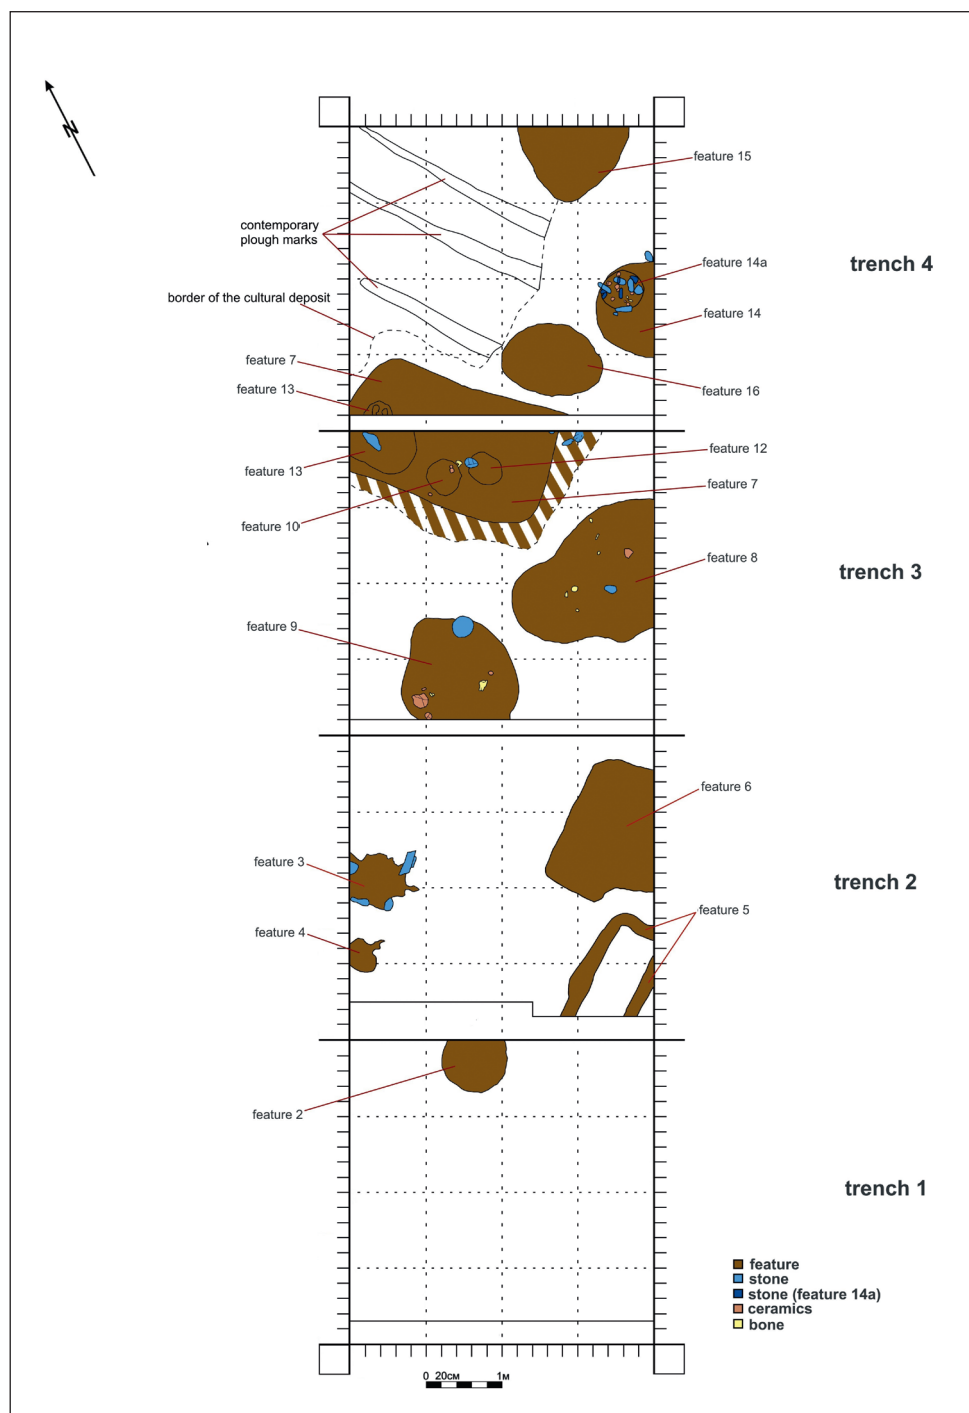 N
feature 15
contemporary
plough marks
feature 14a
trench 4
border of the cultural deposit
feature 14
feature 7
feature 13
feature 16
feature 12
feature 13
feature 7
feature 10
feature 8
trench 3
feature 9
feature 6
feature 3
trench 2
feature 5
feature 4
feature 2
trench 1
feature
stone
stone (feature 14a)
ceramics
bone
0 20CM 1M